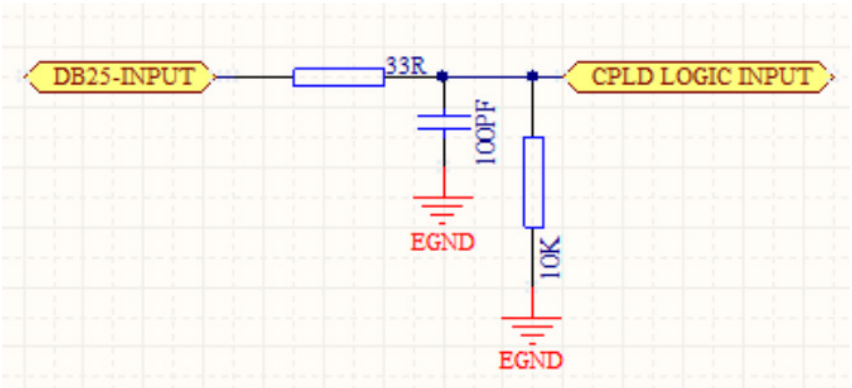 DB25-INPUT
33R
CPLD LOGIC INPUT
100PF
EGND
10K
EGND